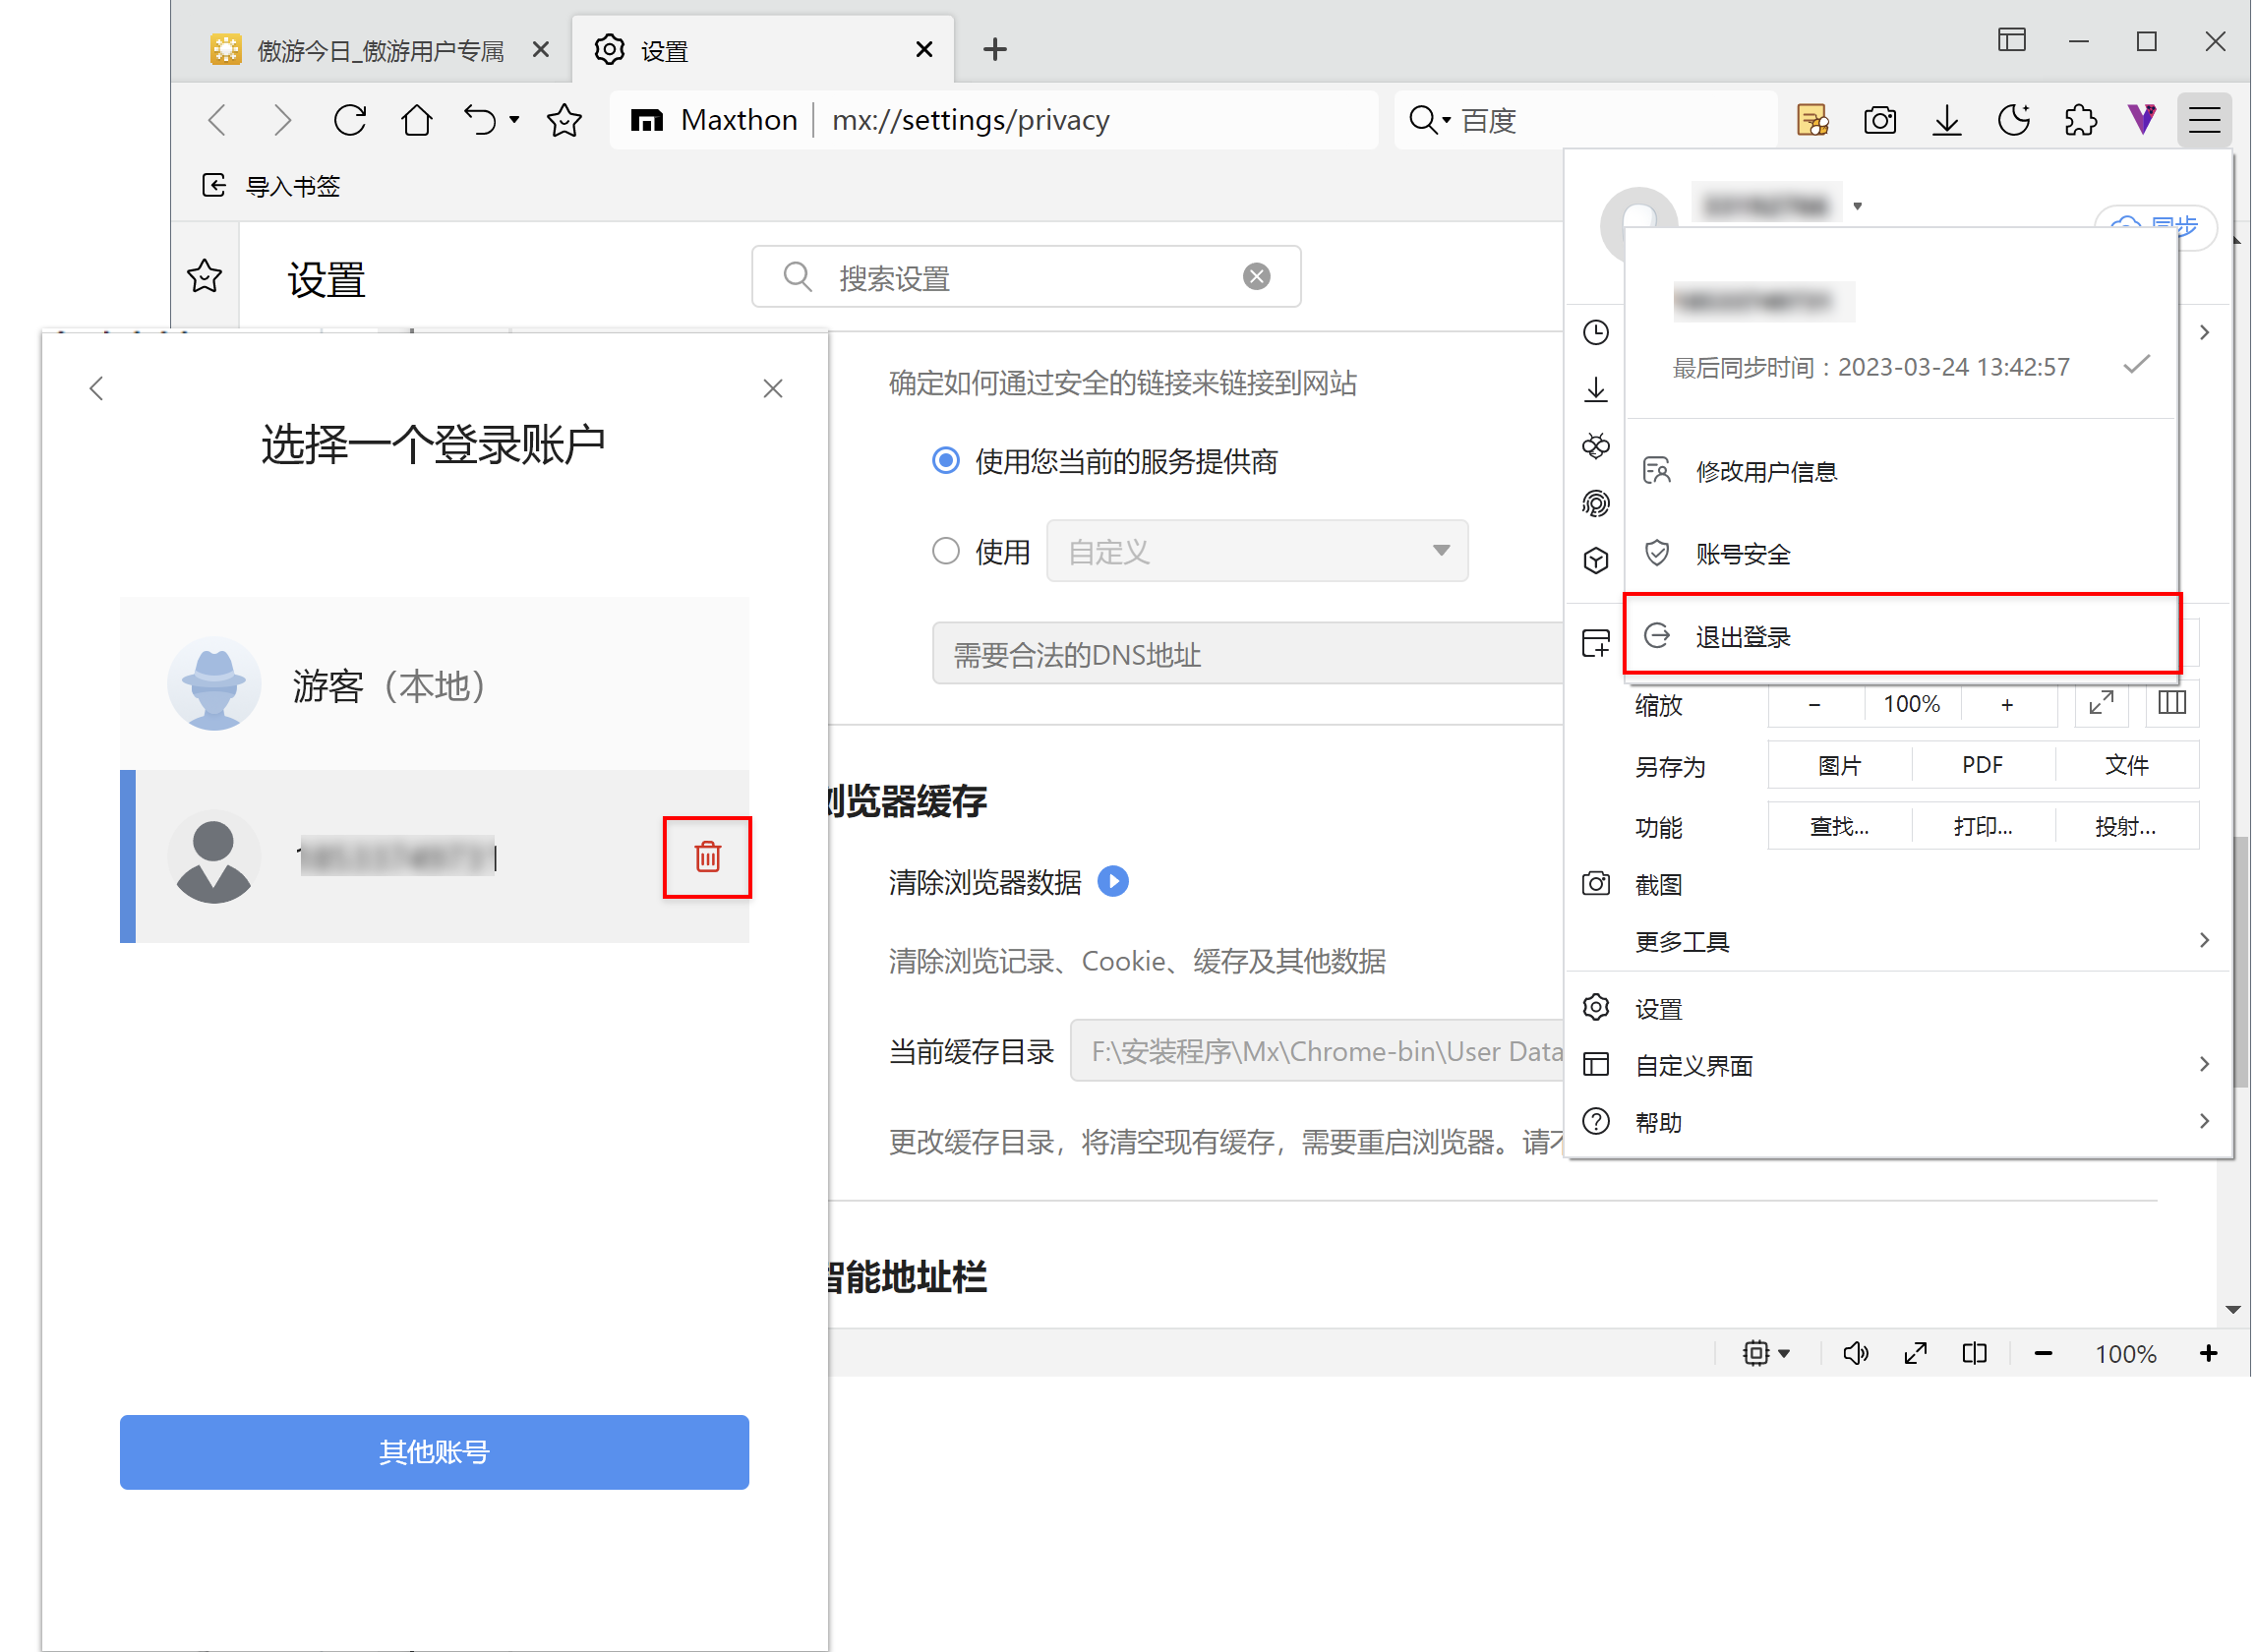 傲游今日_傲游用户专属
设置
Maxthon
mx://settings/privacy
百度
导入书签
设置
搜索设置
同步
最后同步时间：2023-03-24 13:42:57
修改用户信息
账号安全
退出登录
缩放
－
100%
+
另存为
图片
PDF
文件
功能
查找...
打印...
投射...
截图
更多工具
设置
自定义界面
帮助
确定如何通过安全的链接来链接到网站
使用您当前的服务提供商
使用
自定义
需要合法的DNS地址
浏览器缓存
清除浏览器数据
清除浏览记录、Cookie、缓存及其他数据
当前缓存目录
F:\安装程序\Mx\Chrome-bin\User Data
更改缓存目录，将清空现有缓存，需要重启浏览器。请不
智能地址栏
100%
选择一个登录账户
游客（本地）
其他账号